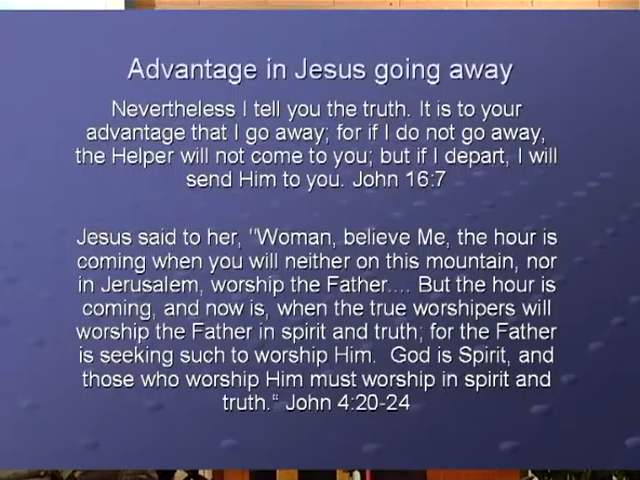 Advantage in Jesus going away
Nevertheless I tell you the truth. It is to your
advantage that I go away; for if I do not go away,
the Helper will not come to you; but if I depart, I will
send Him to you. John 16:7
Jesus said to her, "Woman, believe Me, the hour is
coming when you will neither on this mountain, nor
in Jerusalem, worship the Father.... But the hour is
coming, and now is, when the true worshipers will
worship the Father in spirit and truth; for the Father
is seeking such to worship Him.  God is Spirit, and
those who worship Him must worship in spirit and
truth.“ John 4:20-24